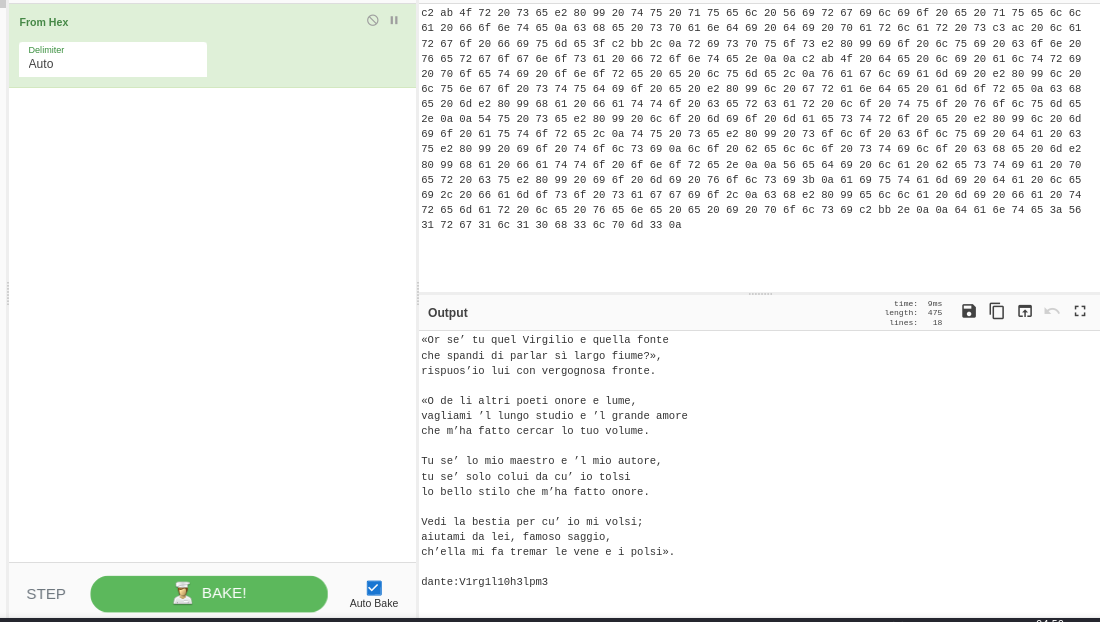 From Hex
Delimiter
Auto
STEP
BAKE!
Auto Bake
c2 ab 4f 72 20 73 65 e2 80 99 20 74 75 20 71 75 65 6c 20 56 69 72 67 69 6c 69 6f 20 65 20 71 75 65 6c 6c
61 20 66 6f 6e 74 65 0a 63 68 65 20 73 70 61 6e 64 69 20 64 69 20 70 61 72 6c 61 72 20 73 c3 ac 20 6c 61
72 67 6f 20 66 69 75 6d 65 3f c2 bb 2c 0a 72 69 73 70 75 6f 73 e2 80 99 69 6f 20 6c 75 69 20 63 6f 6e 20
76 65 72 67 6f 67 6e 6f 73 61 20 66 72 6f 6e 74 65 2e 0a 0a c2 ab 4f 20 64 65 20 6c 69 20 61 6c 74 72 69
20 70 6f 65 74 69 20 6f 6e 6f 72 65 20 65 20 6c 75 6d 65 2c 0a 76 61 67 6c 69 61 6d 69 20 e2 80 99 6c 20
6c 75 6e 67 6f 20 73 74 75 64 69 6f 20 65 20 e2 80 99 6c 20 67 72 61 6e 64 65 20 61 6d 6f 72 65 0a 63 68
65 20 6d e2 80 99 68 61 20 66 61 74 74 6f 20 63 65 72 63 61 72 20 6c 6f 20 74 75 6f 20 76 6f 6c 75 6d 65
2e 0a 0a 54 75 20 73 65 e2 80 99 20 6c 6f 20 6d 69 6f 20 6d 61 65 73 74 72 6f 20 65 20 e2 80 99 6c 20 6d
69 6f 20 61 75 74 6f 72 65 2c 0a 74 75 20 73 65 e2 80 99 20 73 6f 6c 6f 20 63 6f 6c 75 69 20 64 61 20 63
75 e2 80 99 20 69 6f 20 74 6f 6c 73 69 0a 6c 6f 20 62 65 6c 6c 6f 20 73 74 69 6c 6f 20 63 68 65 20 6d e2
80 99 68 61 20 66 61 74 74 6f 20 6f 6e 6f 72 65 2e 0a 0a 56 65 64 69 20 6c 61 20 62 65 73 74 69 61 20 70
65 72 20 63 75 e2 80 99 20 69 6f 20 6d 69 20 76 6f 6c 73 69 3b 0a 61 69 75 74 61 6d 69 20 64 61 20 6c 65
69 2c 20 66 61 6d 6f 73 6f 20 73 61 67 67 69 6f 2c 0a 63 68 e2 80 99 65 6c 6c 61 20 6d 69 20 66 61 20 74
72 65 6d 61 72 20 6c 65 20 76 65 6e 65 20 65 20 69 20 70 6f 6c 73 69 c2 bb 2e 0a 0a 64 61 6e 74 65 3a 56
31 72 67 31 6c 31 30 68 33 6c 70 6d 33 0a
Output
time: 9ms
length: 475
lines: 18
«Or se’ tu quel Virgilio e quella fonte
che spandi di parlar sì largo fiume?»,
rispuos’io lui con vergognosa fronte.
«O de li altri poeti onore e lume,
vagliami ’l lungo studio e ’l grande amore
che m’ha fatto cercar lo tuo volume.
Tu se’ lo mio maestro e ’l mio autore,
tu se’ solo colui da cu’ io tolsi
lo bello stilo che m’ha fatto onore.
Vedi la bestia per cu’ io mi volsi;
aiutami da lei, famoso saggio,
ch’ella mi fa tremar le vene e i polsi».
dante:V1rg1l10h3lpm3